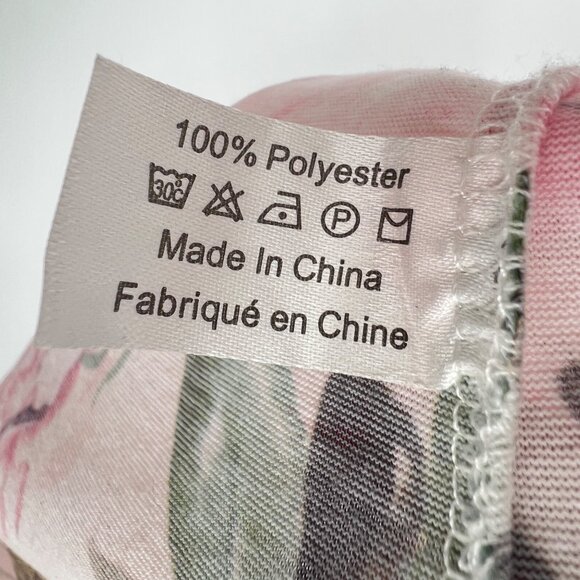 100% Polyester
30°C P
Made In China
Fabriqué en Chine